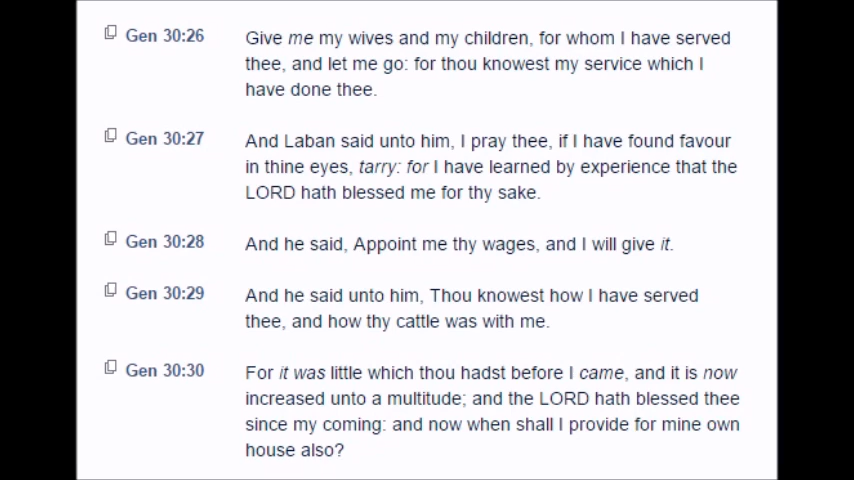 Gen 30:26 Give me my wives and my children, for whom I have served
thee, and let me go: for thou knowest my service which I
have done thee.
Gen 30:27 And Laban said unto him, I pray thee, if I have found favour
in thine eyes, tarry: for I have learned by experience that the
LORD hath blessed me for thy sake.
Gen 30:28 And he said, Appoint me thy wages, and I will give it.
Gen 30:29 And he said unto him, Thou knowest how I have served
thee, and how thy cattle was with me.
Gen 30:30 For it was little which thou hadst before I came, and it is now
increased unto a multitude; and the LORD hath blessed thee
since my coming: and now when shall I provide for mine own
house also?